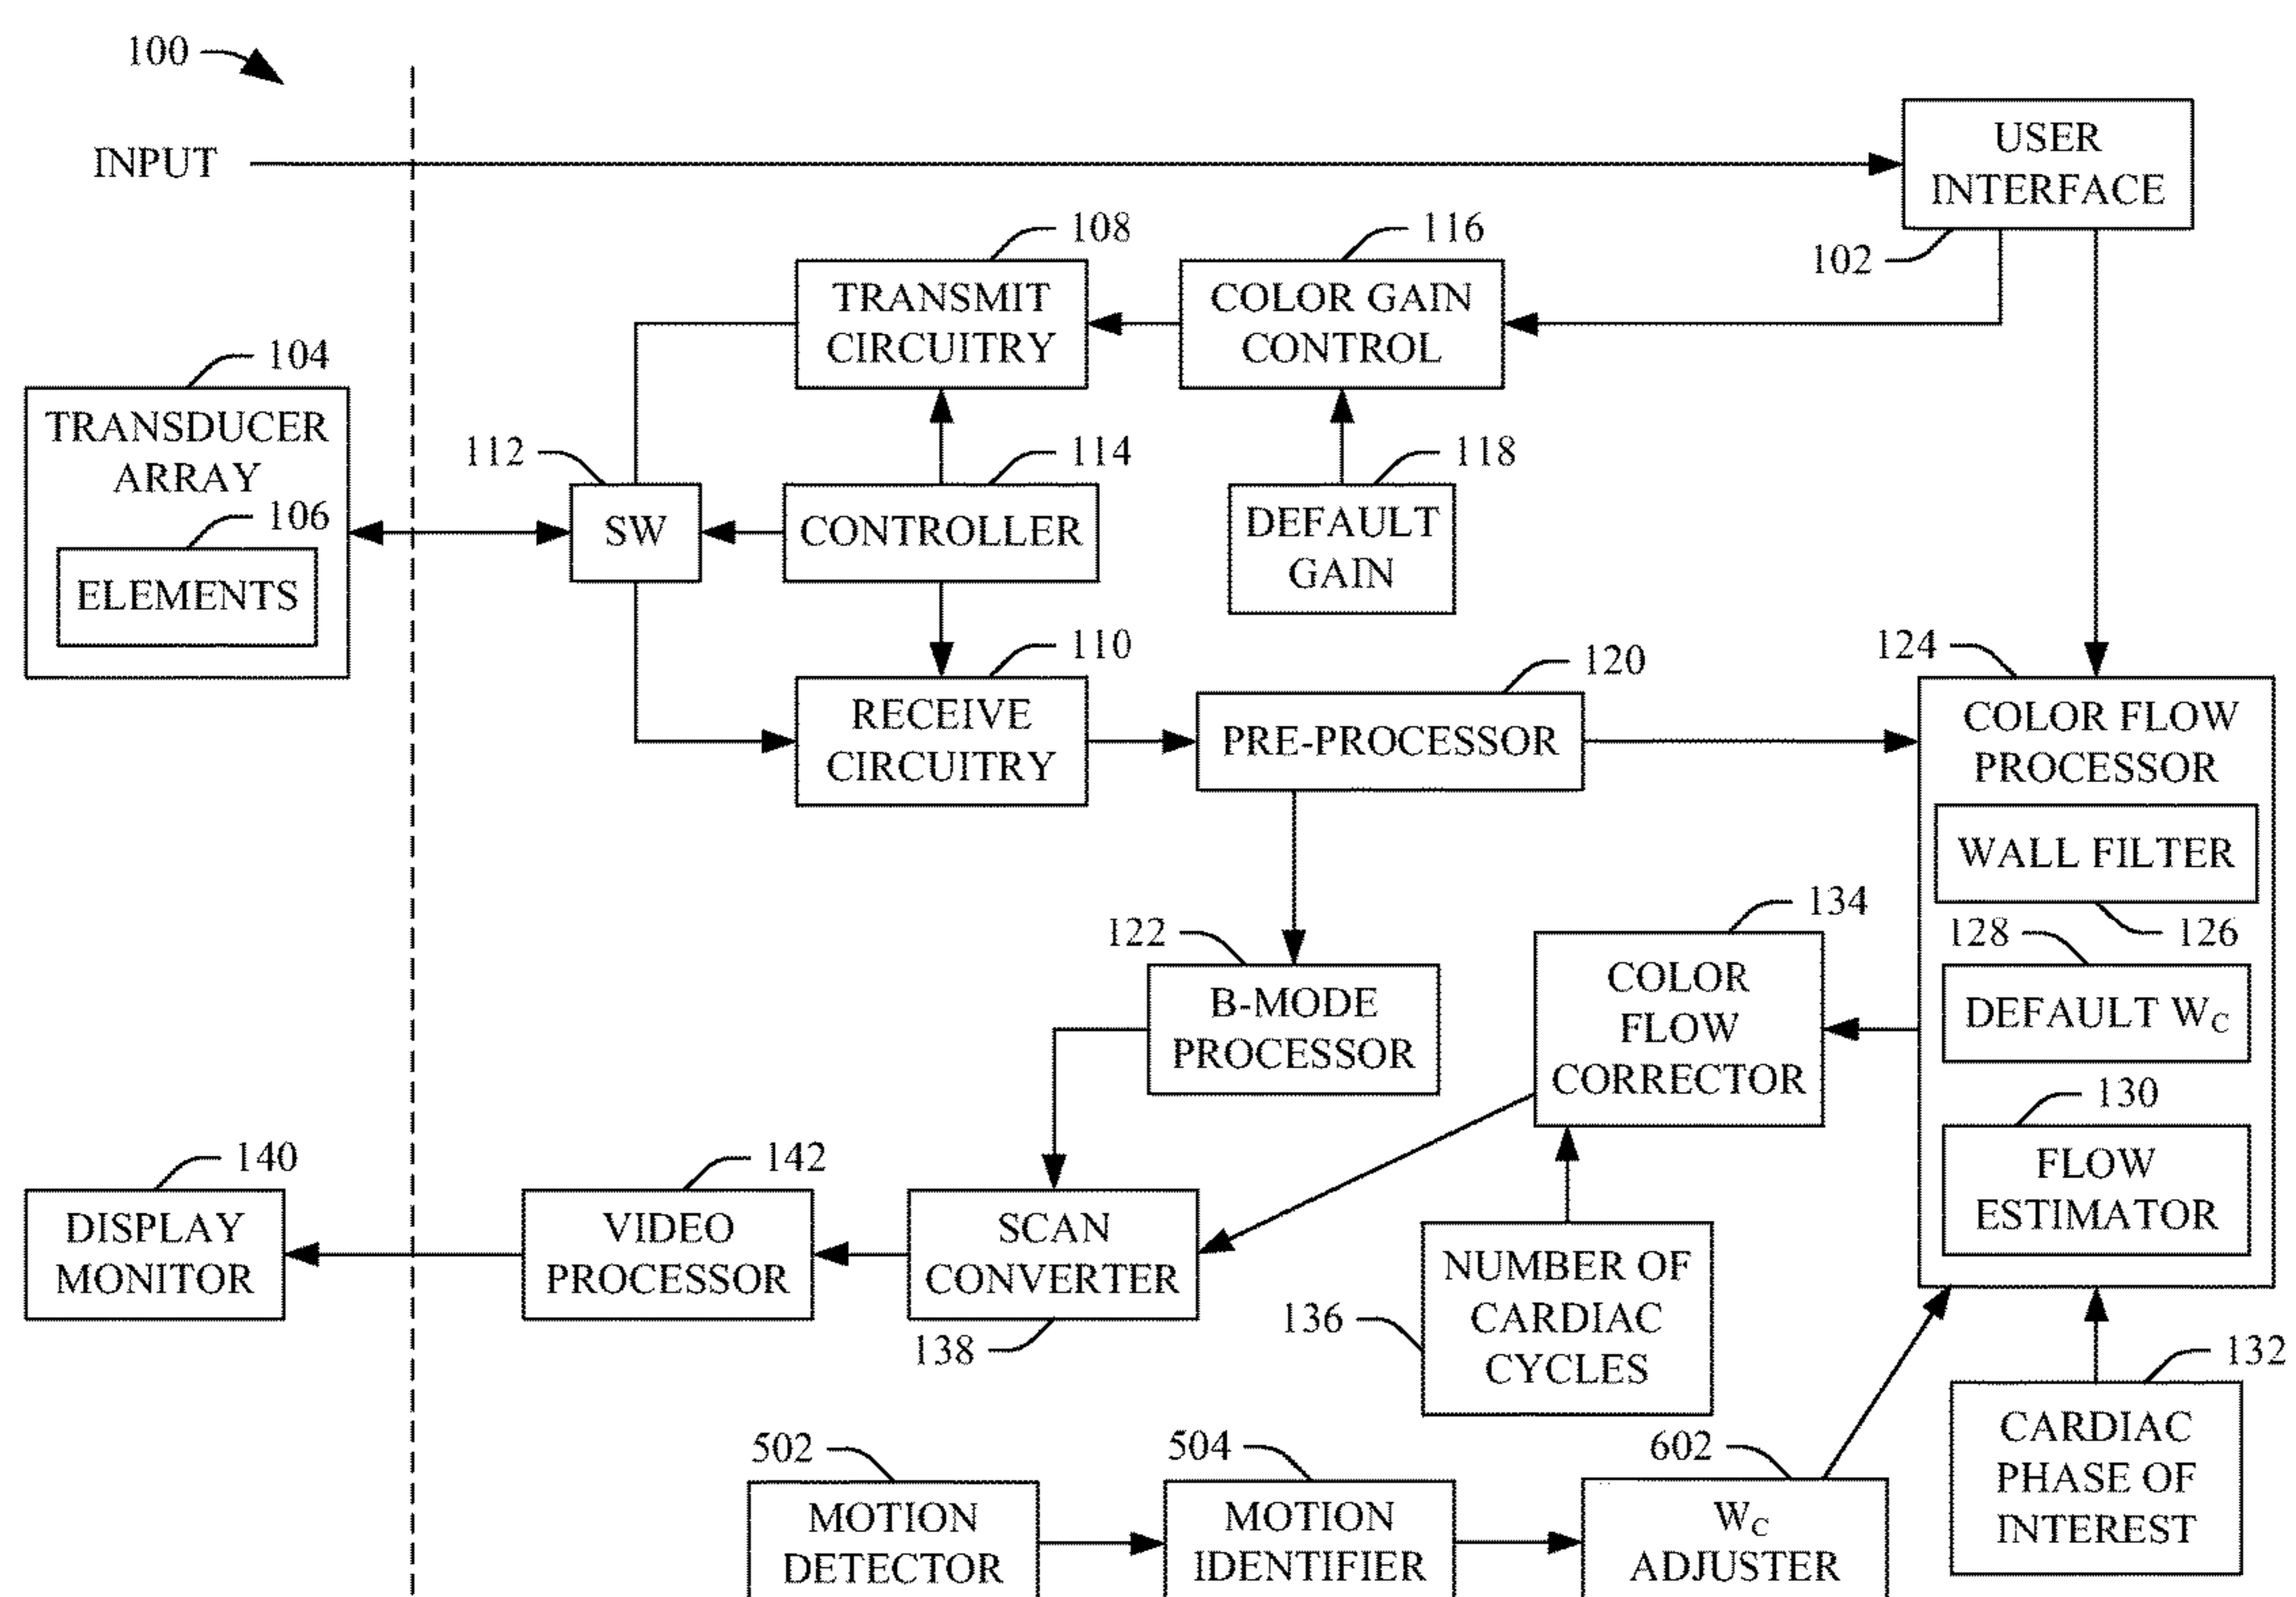 100
INPUT
USER
INTERFACE
102
108
TRANSMIT
CIRCUITRY
116
COLOR GAIN
CONTROL
104
TRANSDUCER
ARRAY
106
ELEMENTS
112
SW
114
CONTROLLER
118
DEFAULT
GAIN
110
RECEIVE
CIRCUITRY
120
PRE-PROCESSOR
124
COLOR FLOW
PROCESSOR
WALL FILTER
126
128
DEFAULT WC
130
FLOW
ESTIMATOR
122
B-MODE
PROCESSOR
134
COLOR
FLOW
CORRECTOR
140
DISPLAY
MONITOR
142
VIDEO
PROCESSOR
SCAN
CONVERTER
138
136
NUMBER OF
CARDIAC
CYCLES
132
CARDIAC
PHASE OF
INTEREST
502
MOTION
DETECTOR
504
MOTION
IDENTIFIER
602
WC
ADJUSTER